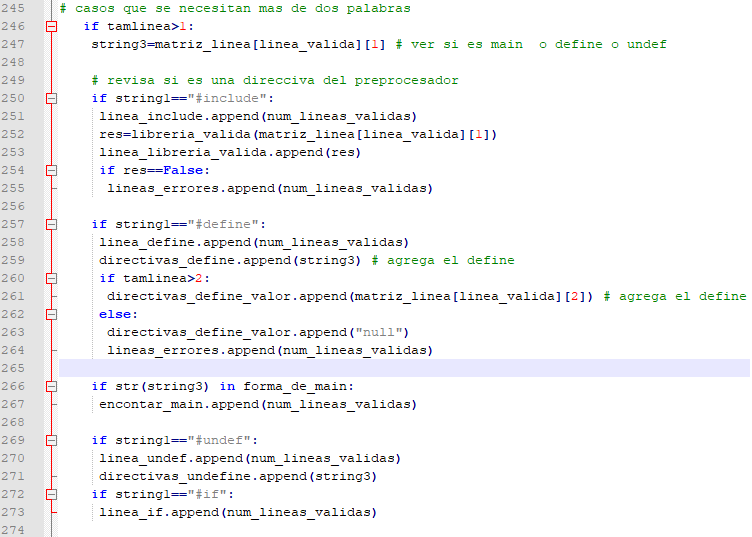 245 # casos que se necesitan mas de dos palabras
246 if tamlinea>1:
247 string3=matriz_linea[linea_valida][1] # ver si es main  o define o undef
248
249 # revisa si es una direcciva del preprocesador
250 if string1=="#include":
251 linea_include.append(num_lineas_validas)
252 res=libreria_valida(matriz_linea[linea_valida][1])
253 linea_libreria_valida.append(res)
254 if res==False:
255 lineas_errores.append(num_lineas_validas)
256
257 if string1=="#define":
258 linea_define.append(num_lineas_validas)
259 directivas_define.append(string3) # agrega el define
260 if tamlinea>2:
261 directivas_define_valor.append(matriz_linea[linea_valida][2]) # agrega el define
262 else:
263 directivas_define_valor.append("null")
264 lineas_errores.append(num_lineas_validas)
265
266 if str(string3) in forma_de_main:
267 encontar_main.append(num_lineas_validas)
268
269 if string1=="#undef":
270 linea_undef.append(num_lineas_validas)
271 directivas_undefine.append(string3)
272 if string1=="#if":
273 linea_if.append(num_lineas_validas)
274